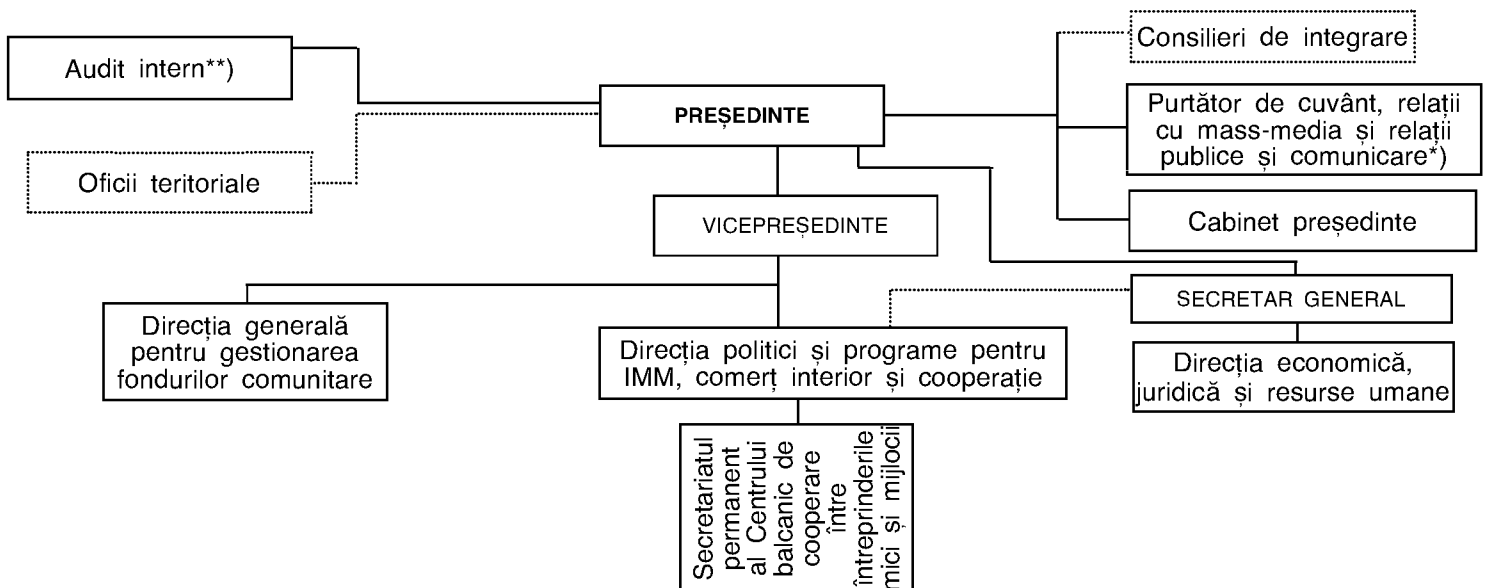 Consilieri de integrare
Audit intern**)
PREȘEDINTE
Purtător de cuvânt, relații
cu mass-media și relații
publice și comunicare*)
Oficii teritoriale
VICEPREȘEDINTE
Cabinet președinte
SECRETAR GENERAL
Direcția generală
pentru gestionarea
fondurilor comunitare
Direcția politici și programe pentru
IMM, comerț interior și cooperație
Direcția economică,
juridică și resurse umane
Secretariatul
permanent
al Centrului
balcanic de
cooperare
între
întreprinderile
mici și mijlocii